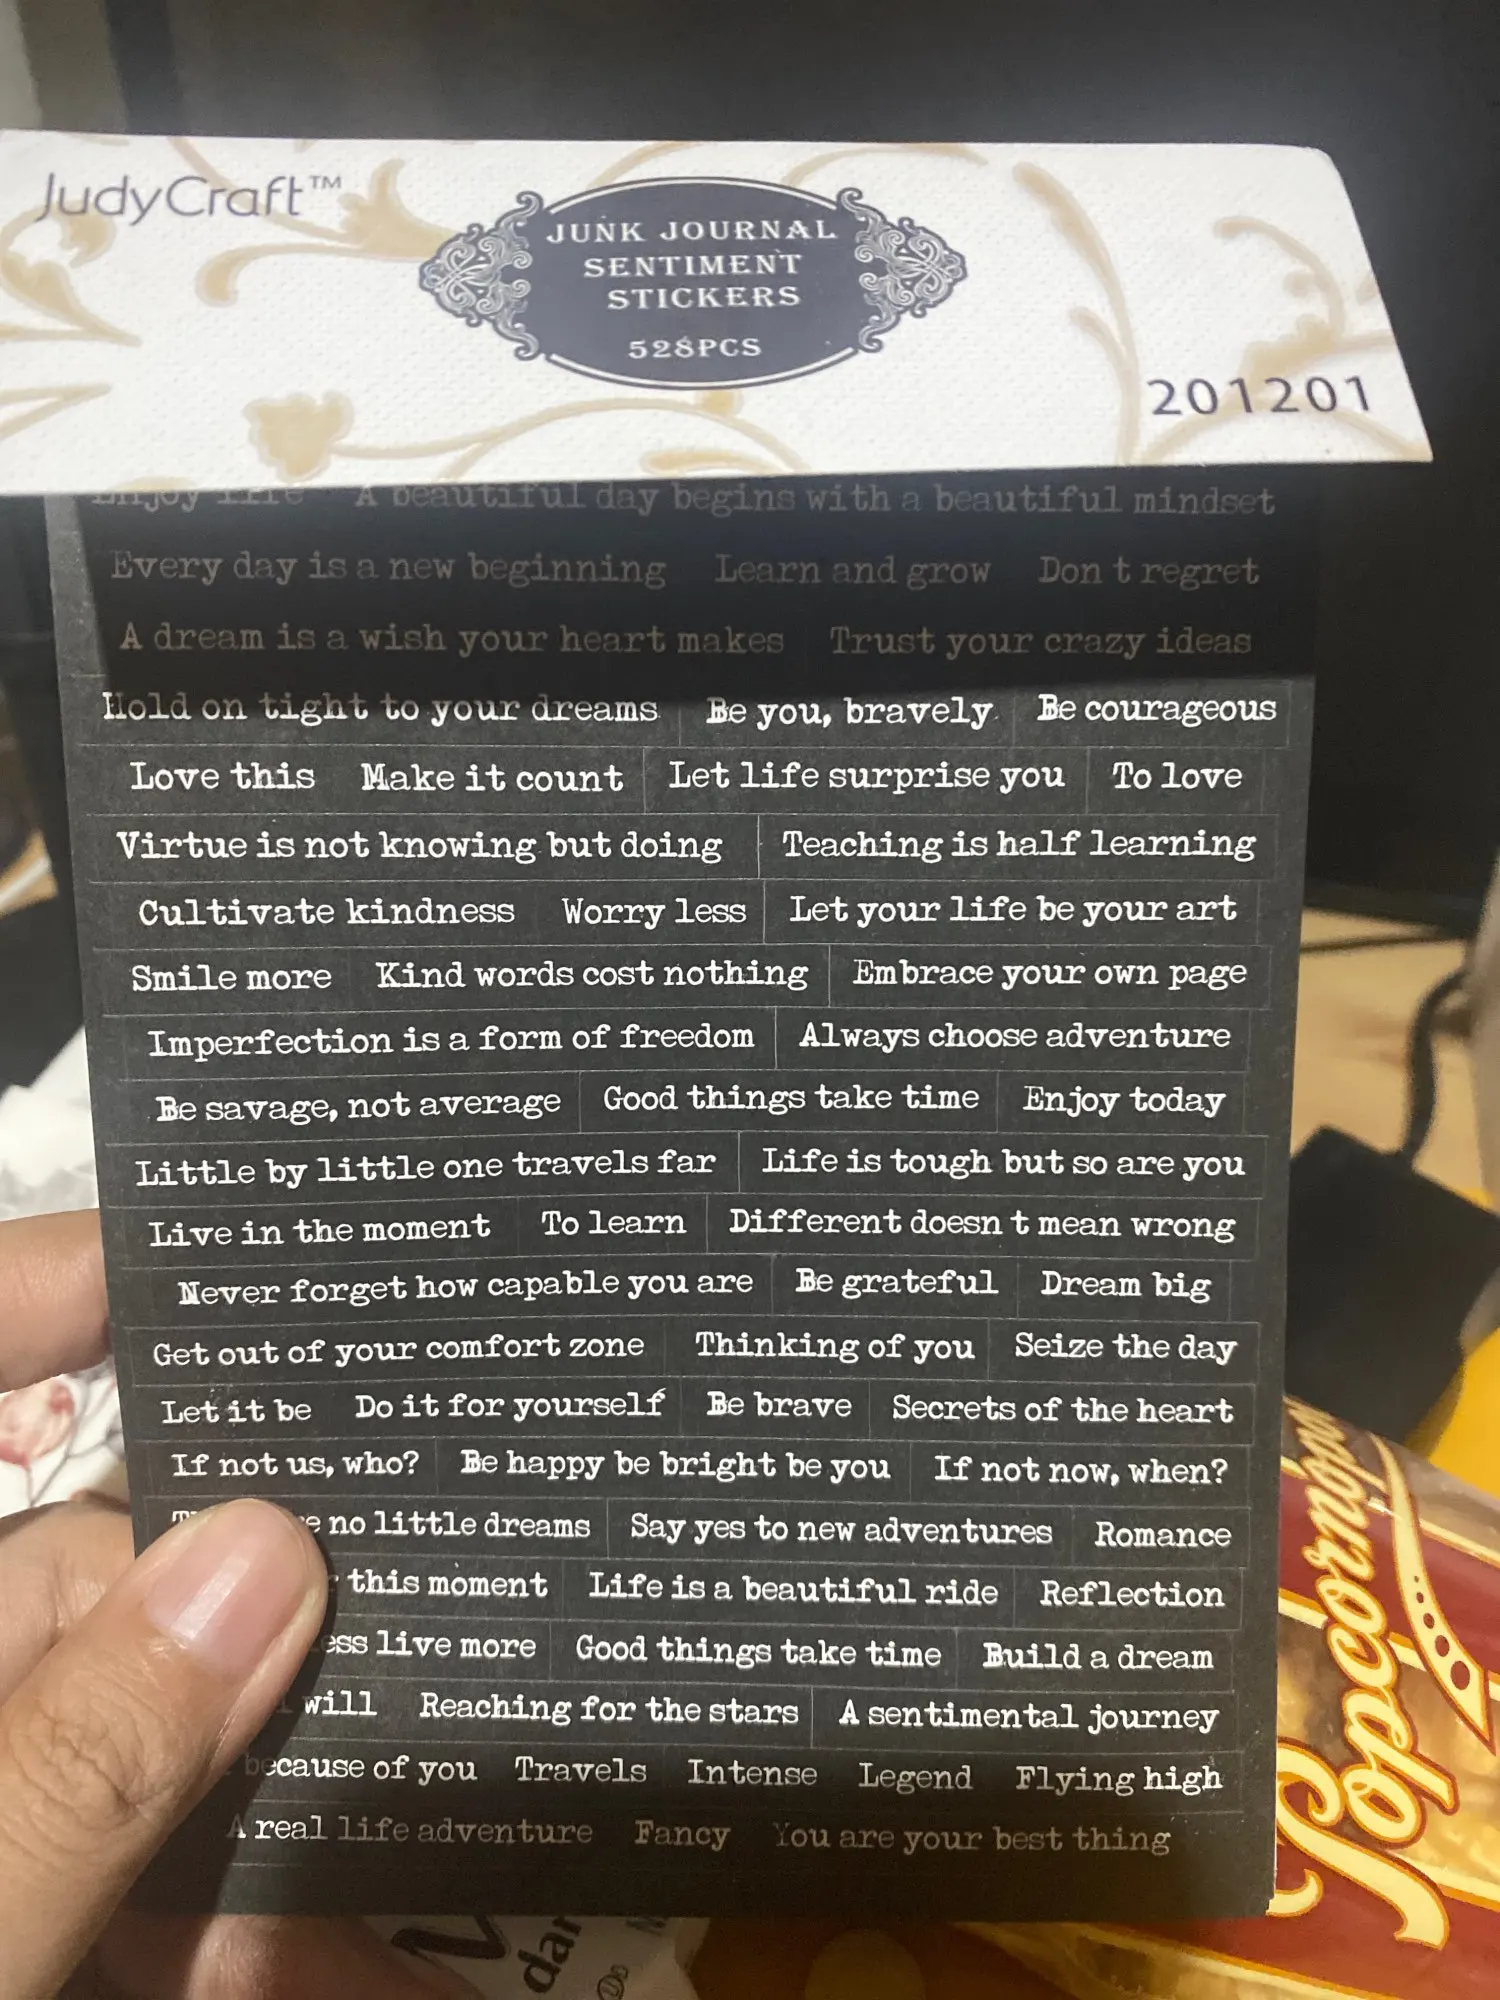 JudyCraft™
JUNK JOURNAL
SENTIMENT
STICKERS
528PCS
201201
Enjoy life A beautiful day begins with a beautiful mindset
Every day is a new beginning Learn and grow Don t regret
A dream is a wish your heart makes Trust your crazy ideas
Hold on tight to your dreams Be you, bravely Be courageous
Love this Make it count Let life surprise you To love
Virtue is not knowing but doing Teaching is half learning
Cultivate kindness Worry less Let your life be your art
Smile more Kind words cost nothing Embrace your own page
Imperfection is a form of freedom Always choose adventure
Be savage, not average Good things take time Enjoy today
Little by little one travels far Life is tough but so are you
Live in the moment To learn Different doesn t mean wrong
Never forget how capable you are Be grateful Dream big
Get out of your comfort zone Thinking of you Seize the day
Let it be Do it for yourself Be brave Secrets of the heart
If not us, who? Be happy be bright be you If not now, when?
no little dreams Say yes to new adventures Romance
this moment Life is a beautiful ride Reflection
live more Good things take time Build a dream
will Reaching for the stars A sentimental journey
because of you Travels Intense Legend Flying high
A real life adventure Fancy You are your best thing
Popcornopolis